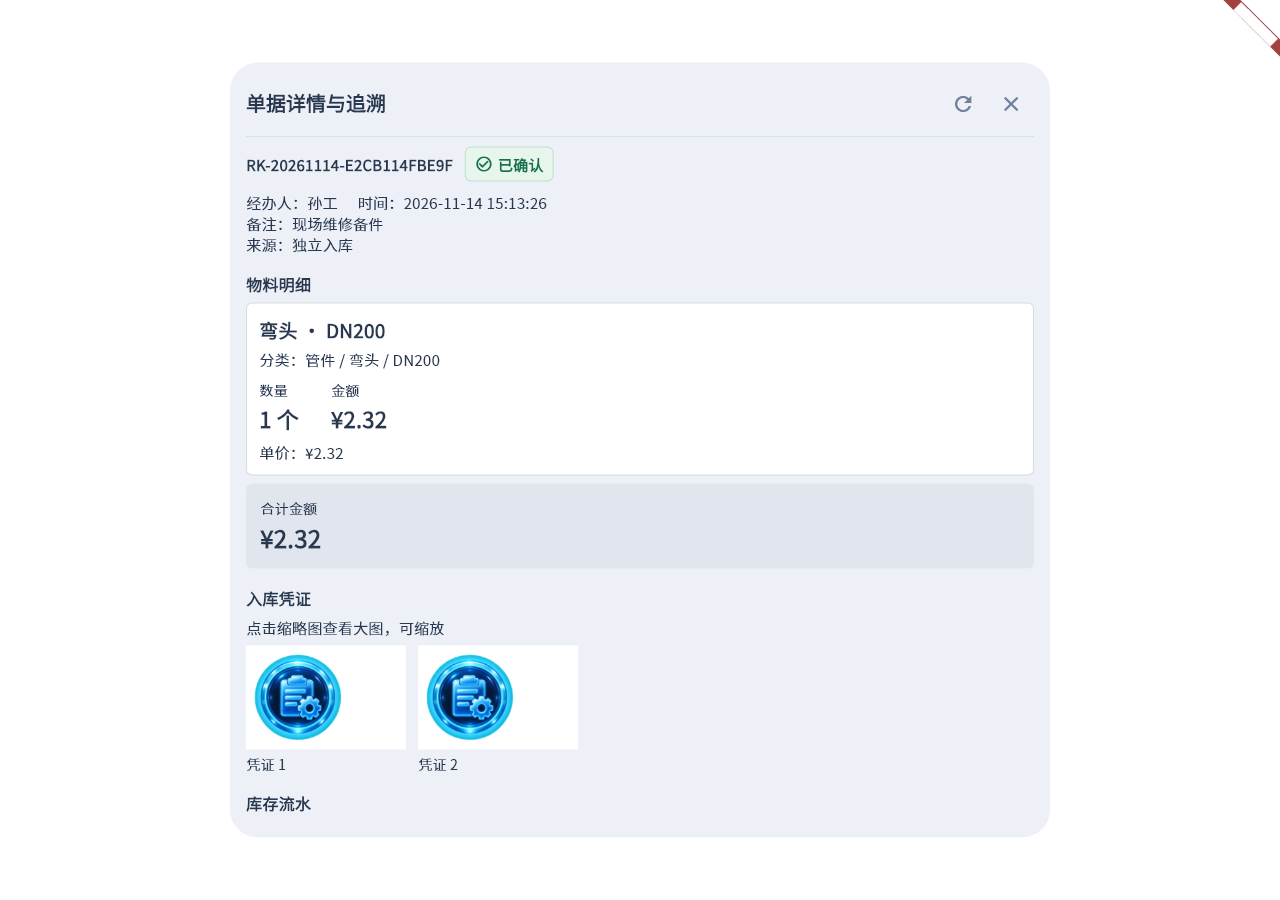 单据详情与追溯
RK-20261114-E2CB114FBE9F 已确认
经办人：孙工 时间：2026-11-14 15:13:26
备注：现场维修备件
来源：独立入库
物料明细
弯头 · DN200
分类：管件 / 弯头 / DN200
数量 金额
1 个 ¥2.32
单价：¥2.32
合计金额
¥2.32
入库凭证
点击缩略图查看大图，可缩放
凭证 1 凭证 2
库存流水